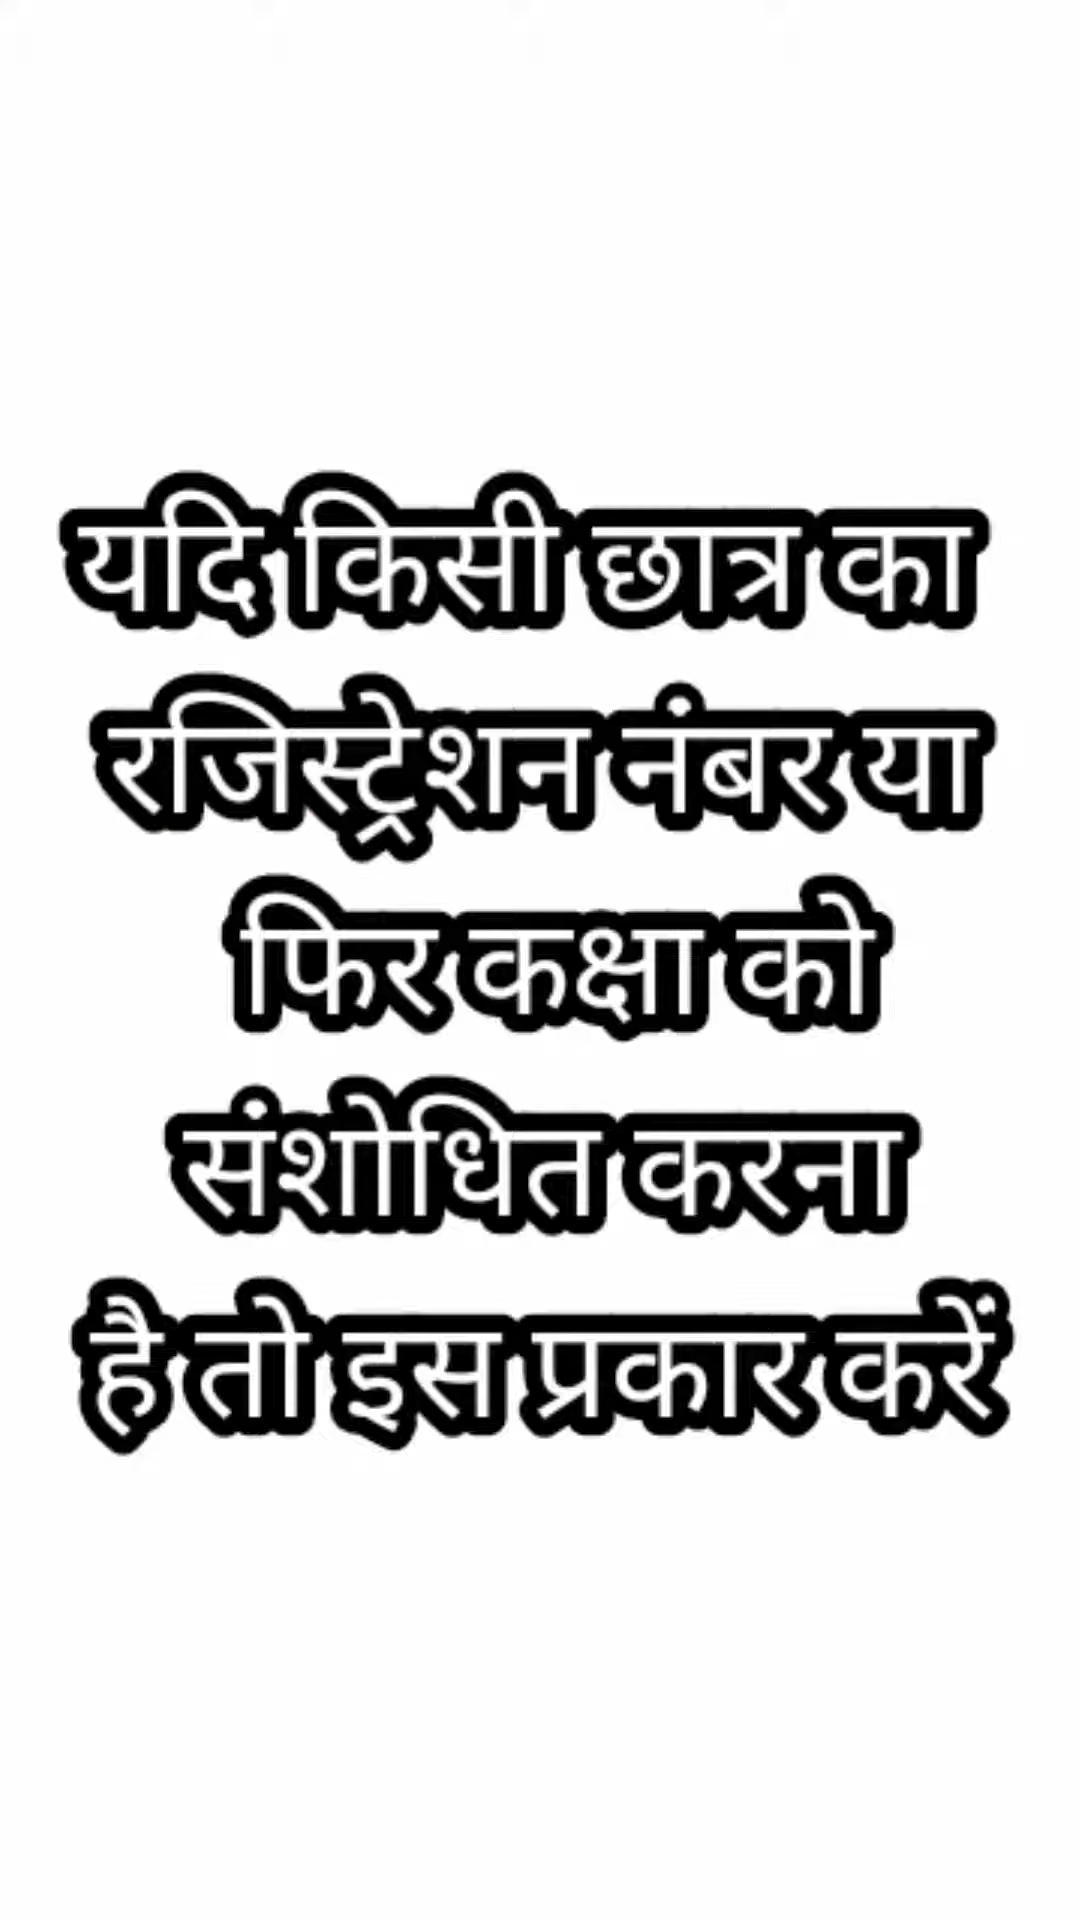 यदि किसी छात्र का
रजिस्ट्रेशन नंबर या
फिर कक्षा को
संशोधित करना
है तो इस प्रकार करें